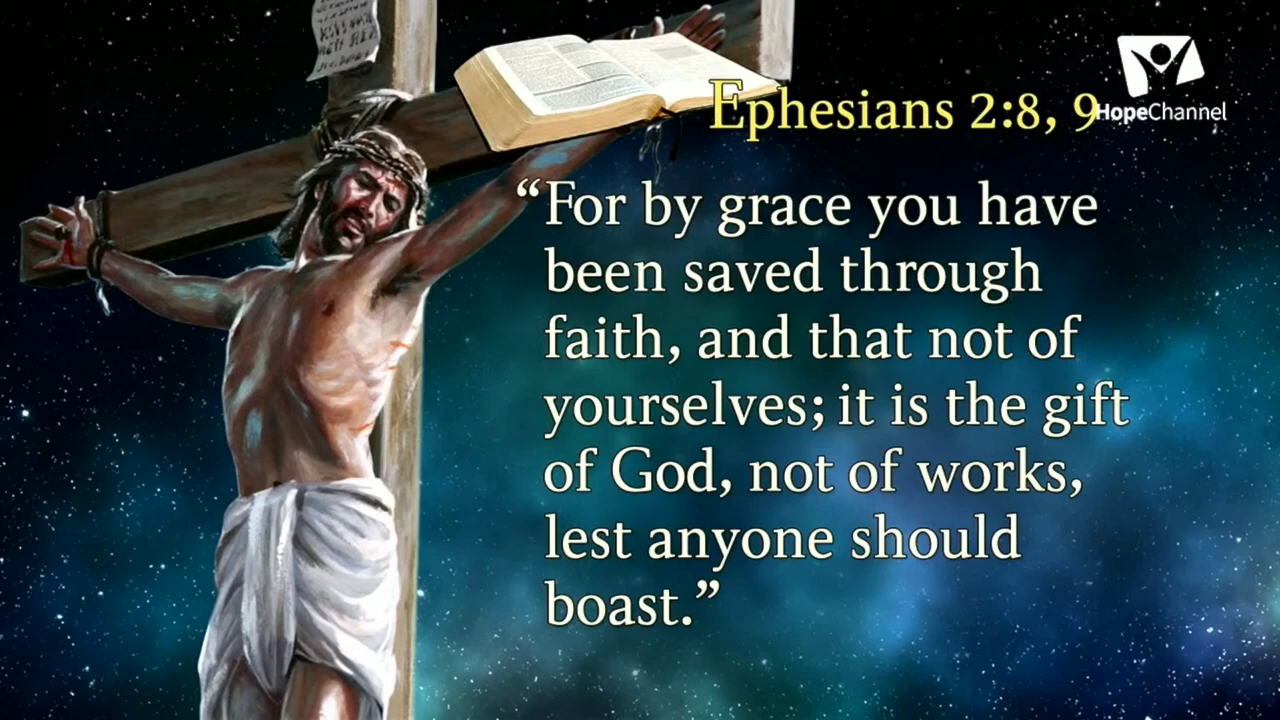 Ephesians 2:8, 9
HopeChannel
“For by grace you have
been saved through
faith, and that not of
yourselves; it is the gift
of God, not of works,
lest anyone should
boast.”